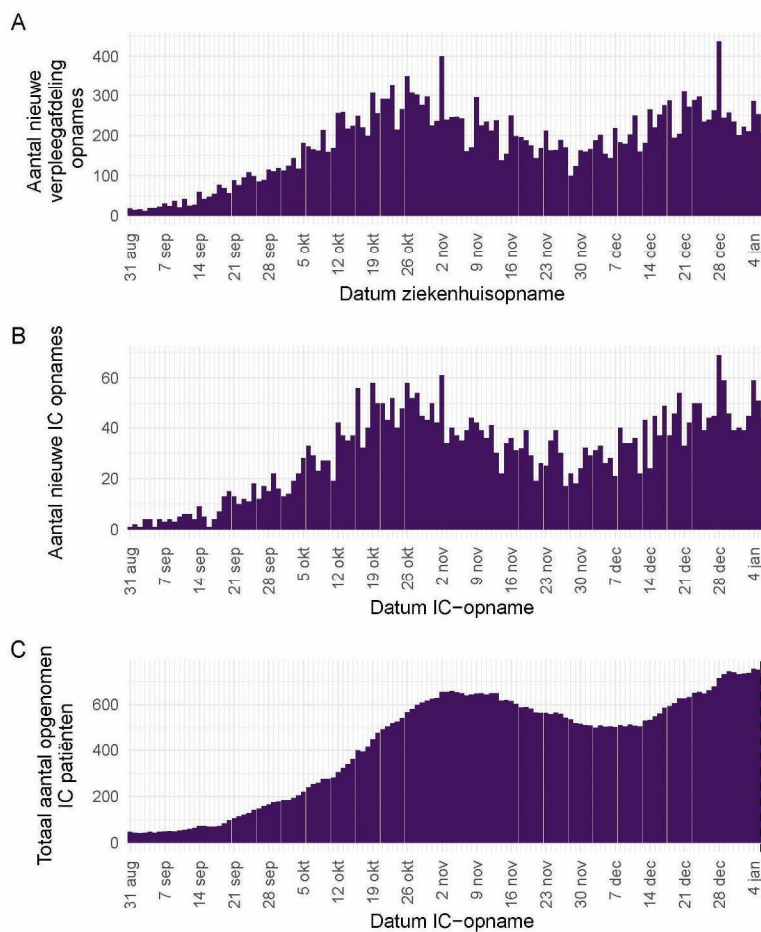 A
Aantal nieuwe
verpleegafdeling
opnames
400
300
200
100
0
31 aug
7 sep
14 sep
21 sep
28 sep
5 okt
12 okt
19 okt
26 okt
2 nov
9 nov
16 nov
23 nov
30 nov
7 dec
14 dec
21 dec
28 dec
4 jan
Datum ziekenhuisopname
B
Aantal nieuwe IC opnames
60
40
20
0
31 aug
7 sep
14 sep
21 sep
28 sep
5 okt
12 okt
19 okt
26 okt
2 nov
9 nov
16 nov
23 nov
30 nov
7 dec
14 dec
21 dec
28 dec
4 jan
Datum IC−opname
C
Totaal aantal opgenomen
IC patiënten
600
400
200
0
31 aug
7 sep
14 sep
21 sep
28 sep
5 okt
12 okt
19 okt
26 okt
2 nov
9 nov
16 nov
23 nov
30 nov
7 dec
14 dec
21 dec
28 dec
4 jan
Datum IC−opname